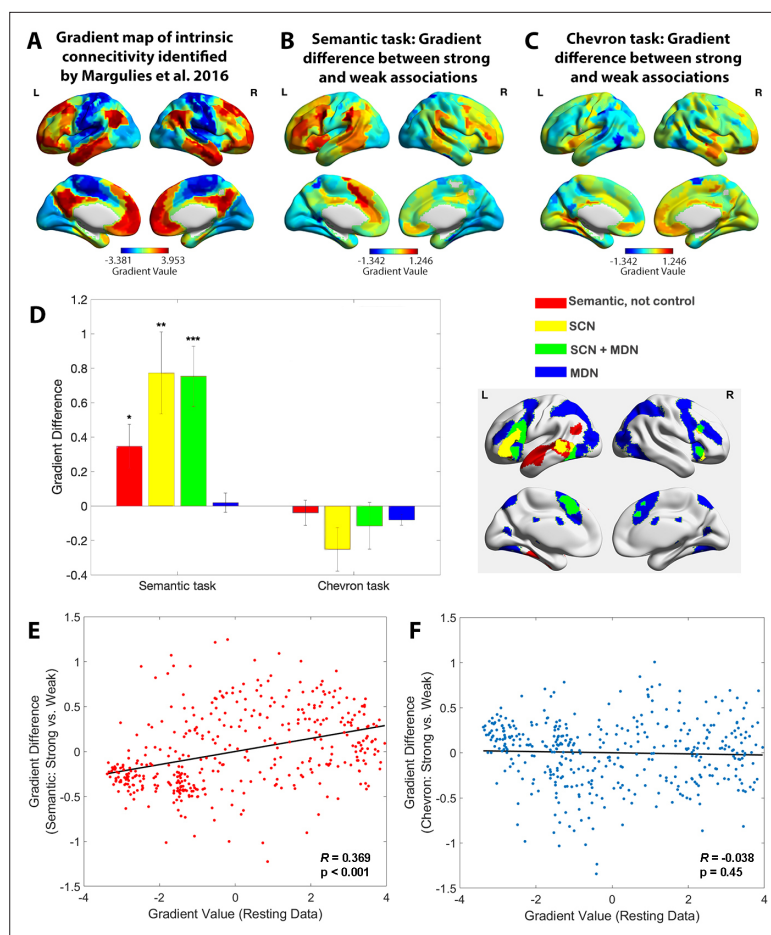 A
Gradient map of intrinsic
connecitivity identified
by Margulies et al. 2016
L
R
-3.381
3.953
Gradient Vaule
B
Semantic task: Gradient
difference between strong
and weak associations
L
R
-1.342
1.246
Gradient Vaule
C
Chevron task: Gradient
difference between strong
and weak associations
L
R
-1.342
1.246
Gradient Vaule
D
Gradient Difference
1.2
1
0.8
0.6
0.4
0.2
0
-0.2
-0.4
*
**
***
Semantic task
Chevron task
Semantic, not control
SCN
SCN + MDN
MDN
L
R
E
Gradient Difference
(Semantic: Strong vs. Weak)
1.5
1
0.5
0
-0.5
-1
-1.5
R = 0.369
p < 0.001
-4
-2
0
2
4
Gradient Value (Resting Data)
F
Gradient Difference
(Chevron: Strong vs. Weak)
1.5
1
0.5
0
-0.5
-1
-1.5
R = -0.038
p = 0.45
-4
-2
0
2
4
Gradient Value (Resting Data)